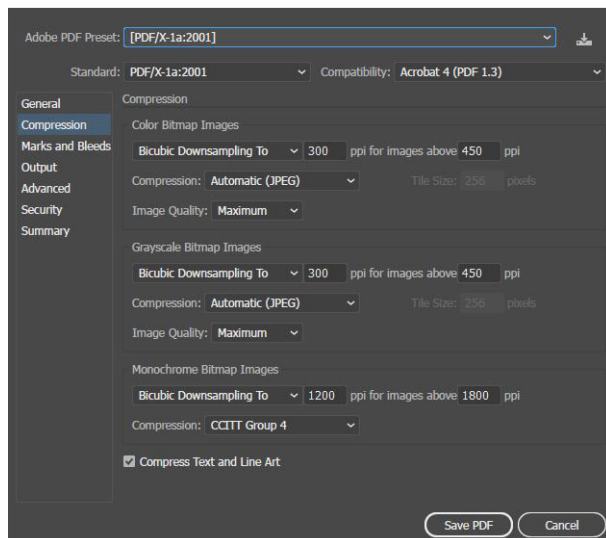 Adobe PDF Preset: [PDF/X-1a:2001]
Standard: PDF/X-1a:2001 Compatibility: Acrobat 4 (PDF 1.3)
General
Compression
Marks and Bleeds
Output
Advanced
Security
Summary
Compression
Color Bitmap Images
Bicubic Downsampling To 300 ppi for images above 450 ppi
Compression: Automatic (JPEG) Tile Size: 256 pixels
Image Quality: Maximum
Grayscale Bitmap Images
Bicubic Downsampling To 300 ppi for images above 450 ppi
Compression: Automatic (JPEG) Tile Size: 256 pixels
Image Quality: Maximum
Monochrome Bitmap Images
Bicubic Downsampling To 1200 ppi for images above 1800 ppi
Compression: CCITT Group 4
Compress Text and Line Art
Save PDF Cancel